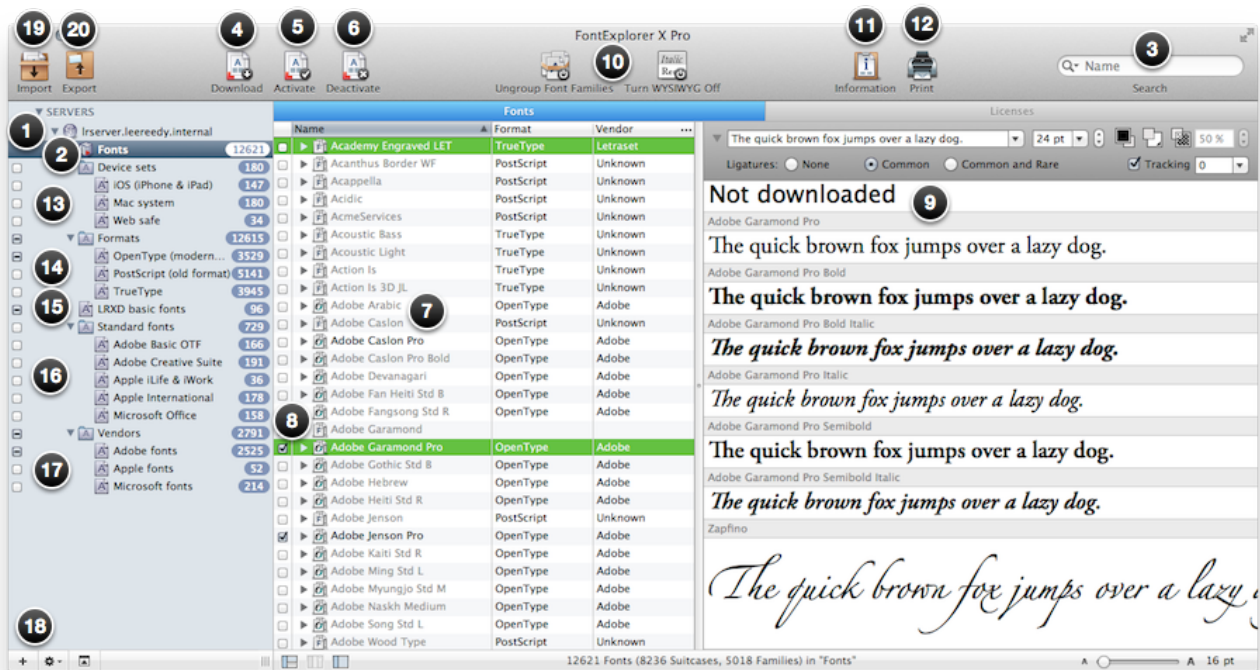 FontExplorer X Pro
19 20 4 5 6 10 11 12 3
Import Export Download Activate Deactivate Ungroup Font Families Turn WYSIWYG Off Information Print Name Search
SERVERS
1 lrserver.leereedy.internal
2 Fonts 12621
Device sets 180
iOS (iPhone & iPad) 147
13 Mac system 180
Web safe 34
Formats 12615
OpenType (modern... 3529
14 PostScript (old format) 5141
TrueType 3945
15 LRXD basic fonts 96
Standard fonts 729
Adobe Basic OTF 166
Adobe Creative Suite 191
16 Apple iLife & iWork 36
Apple International 178
Microsoft Office 158
Vendors 2791
Adobe fonts 2525
17 Apple fonts 52
Microsoft fonts 214
18
Fonts Licenses
Name Format Vendor ...
Academy Engraved LET TrueType Letraset
Acanthus Border WF PostScript Unknown
Acappella PostScript Unknown
Acidic PostScript Unknown
AcmeServices PostScript Unknown
Acoustic Bass TrueType Unknown
Acoustic Light TrueType Unknown
Action Is TrueType Unknown
Action Is 3D JL TrueType Unknown
Adobe Arabic 7 OpenType Adobe
Adobe Caslon PostScript Unknown
Adobe Caslon Pro OpenType Adobe
Adobe Caslon Pro Bold OpenType Adobe
Adobe Devanagari OpenType Adobe
Adobe Fan Heiti Std B OpenType Adobe
8 Adobe Fangsong Std R OpenType Adobe
Adobe Garamond
Adobe Garamond Pro OpenType Adobe
Adobe Gothic Std B OpenType Adobe
Adobe Hebrew OpenType Adobe
Adobe Heiti Std R OpenType Adobe
Adobe Jenson PostScript Unknown
Adobe Jenson Pro OpenType Adobe
Adobe Kaiti Std R OpenType Adobe
Adobe Ming Std L OpenType Adobe
Adobe Myungjo Std M OpenType Adobe
Adobe Naskh Medium OpenType Adobe
Adobe Song Std L OpenType Adobe
Adobe Wood Type PostScript Unknown
The quick brown fox jumps over a lazy dog. 24 pt 50 %
Ligatures: None Common Common and Rare Tracking 0
Not downloaded 9
Adobe Garamond Pro
The quick brown fox jumps over a lazy dog.
Adobe Garamond Pro Bold
The quick brown fox jumps over a lazy dog.
Adobe Garamond Pro Bold Italic
The quick brown fox jumps over a lazy dog.
Adobe Garamond Pro Italic
The quick brown fox jumps over a lazy dog.
Adobe Garamond Pro Semibold
The quick brown fox jumps over a lazy dog.
Adobe Garamond Pro Semibold Italic
The quick brown fox jumps over a lazy dog.
Zapfino
The quick brown fox jumps over a lazy
12621 Fonts (8236 Suitcases, 5018 Families) in "Fonts" A A 16 pt